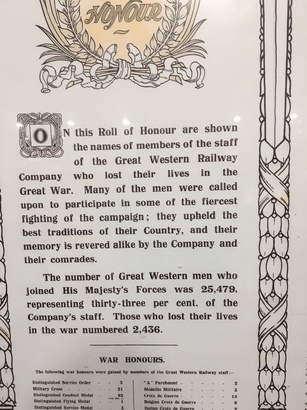 HONOUR
ON this Roll of Honour are shown
the names of members of the staff
of the Great Western Railway
Company who lost their lives in the
Great War. Many of the men were called
upon to participate in some of the fiercest
fighting of the campaign; they upheld the
best traditions of their Country, and their
memory is revered alike by the Company and
their comrades.
The number of Great Western men who
joined His Majesty's Forces was 25,479,
representing thirty-three per cent. of the
Company's staff. Those who lost their lives
in the war numbered 2,436.
WAR HONOURS.
The following war honours were gained by members of the Great Western Railway staff:—
Distinguished Service Order - 5 "A" Parchment - 2
Military Cross - 31 Medaille Militaire - 3
Distinguished Conduct Medal Croix de Guerre
Distinguished Flying Medal Belgian Croix de Guerre
Distinguished Service Medal Italian Croix de Guerre